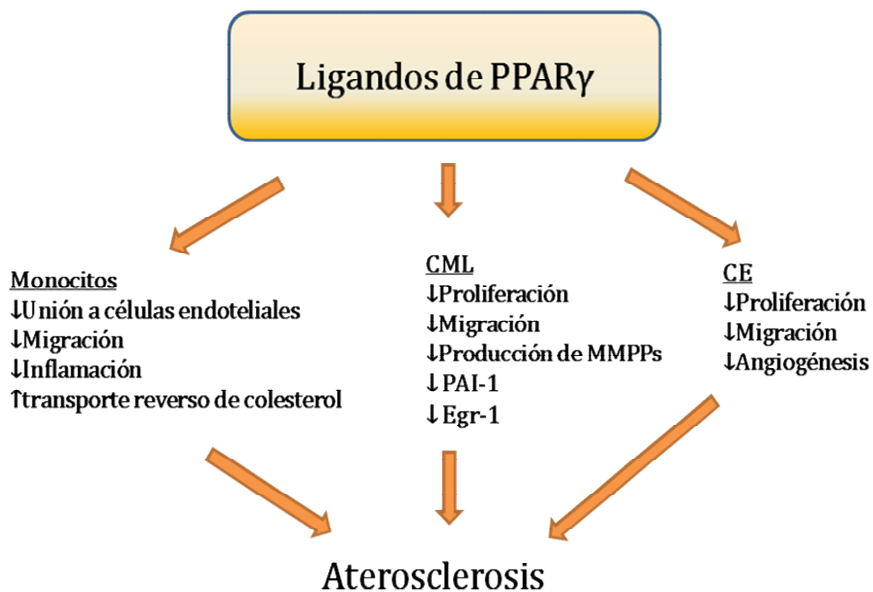 Ligandos de PPARγ
Monocitos
↓Unión a células endoteliales
↓Migración
↓Inflamación
↑transporte reverso de colesterol
CML
↓Proliferación
↓Migración
↓Producción de MMPPs
↓ PAI-1
↓ Egr-1
CE
↓Proliferación
↓Migración
↓Angiogénesis
Aterosclerosis